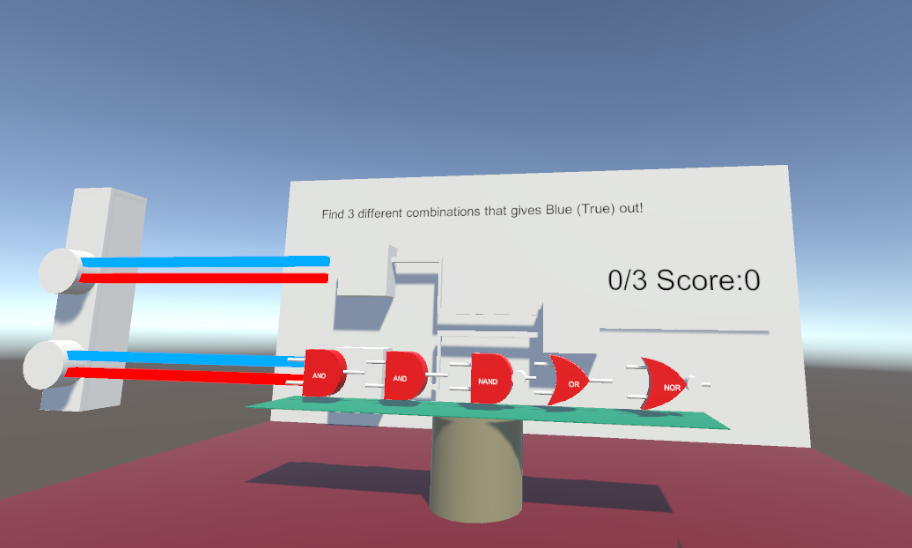 Find 3 different combinations that gives Blue (True) out!
0/3 Score:0
AND
AND
NAND
OR
NOR